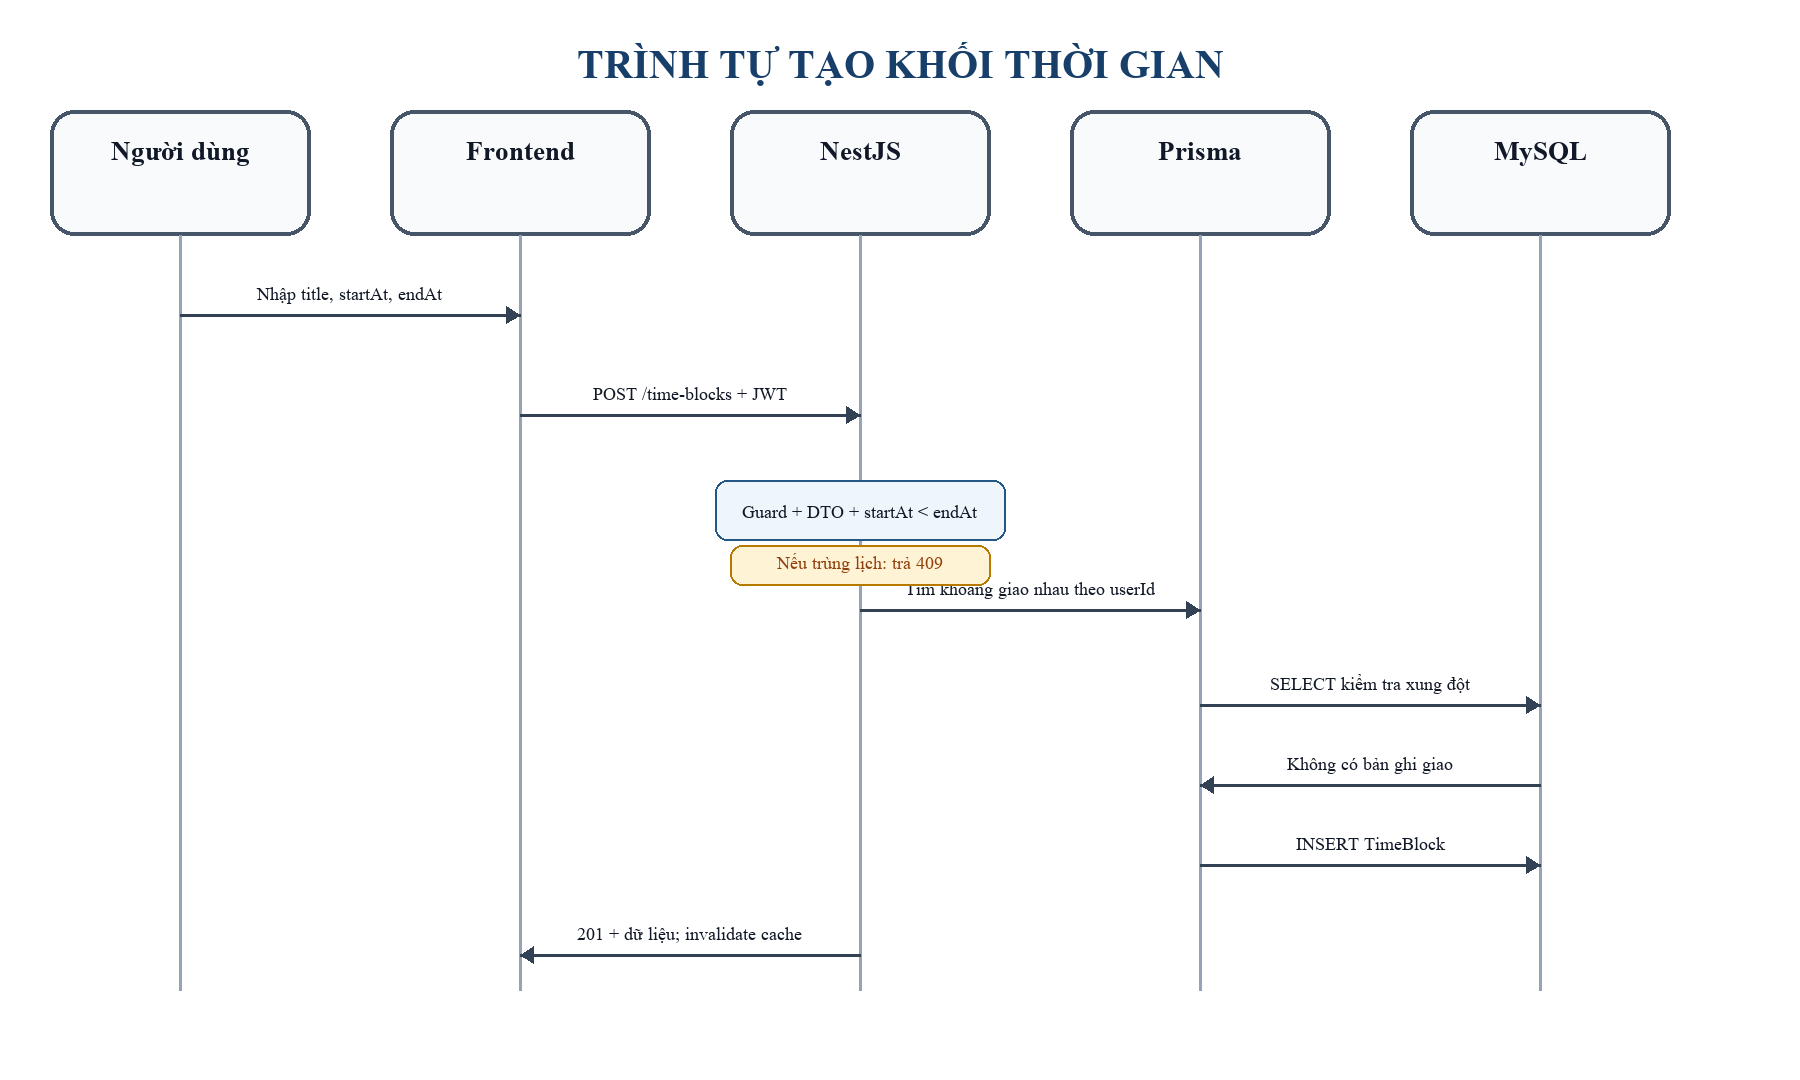 TRÌNH TỰ TẠO KHỐI THỜI GIAN
Người dùng
Frontend
NestJS
Prisma
MySQL
Nhập title, startAt, endAt
POST /time-blocks + JWT
Guard + DTO + startAt < endAt
Nếu trùng lịch: trả 409
Tìm khoảng giao nhau theo userId
SELECT kiểm tra xung đột
Không có bản ghi giao
INSERT TimeBlock
201 + dữ liệu; invalidate cache